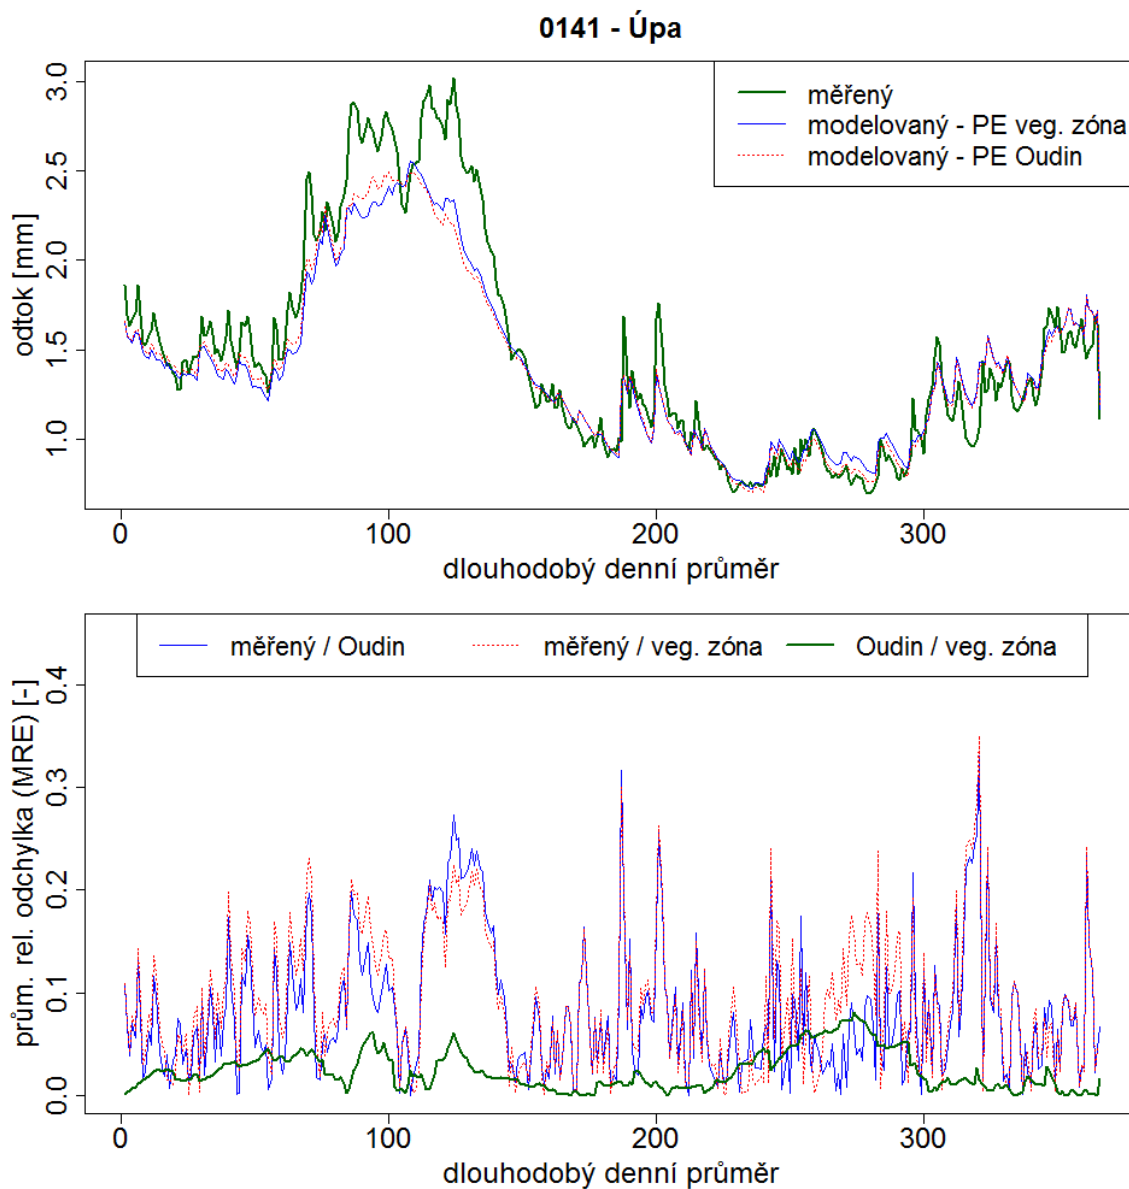 0141 - Úpa
měřený
modelovaný - PE veg. zóna
modelovaný - PE Oudin
odtok [mm]
3.0
2.5
2.0
1.5
1.0
0 100 200 300
dlouhodobý denní průměr
měřený / Oudin měřený / veg. zóna Oudin / veg. zóna
prům. rel. odchylka (MRE) [-]
0.4
0.3
0.2
0.1
0.0
0 100 200 300
dlouhodobý denní průměr